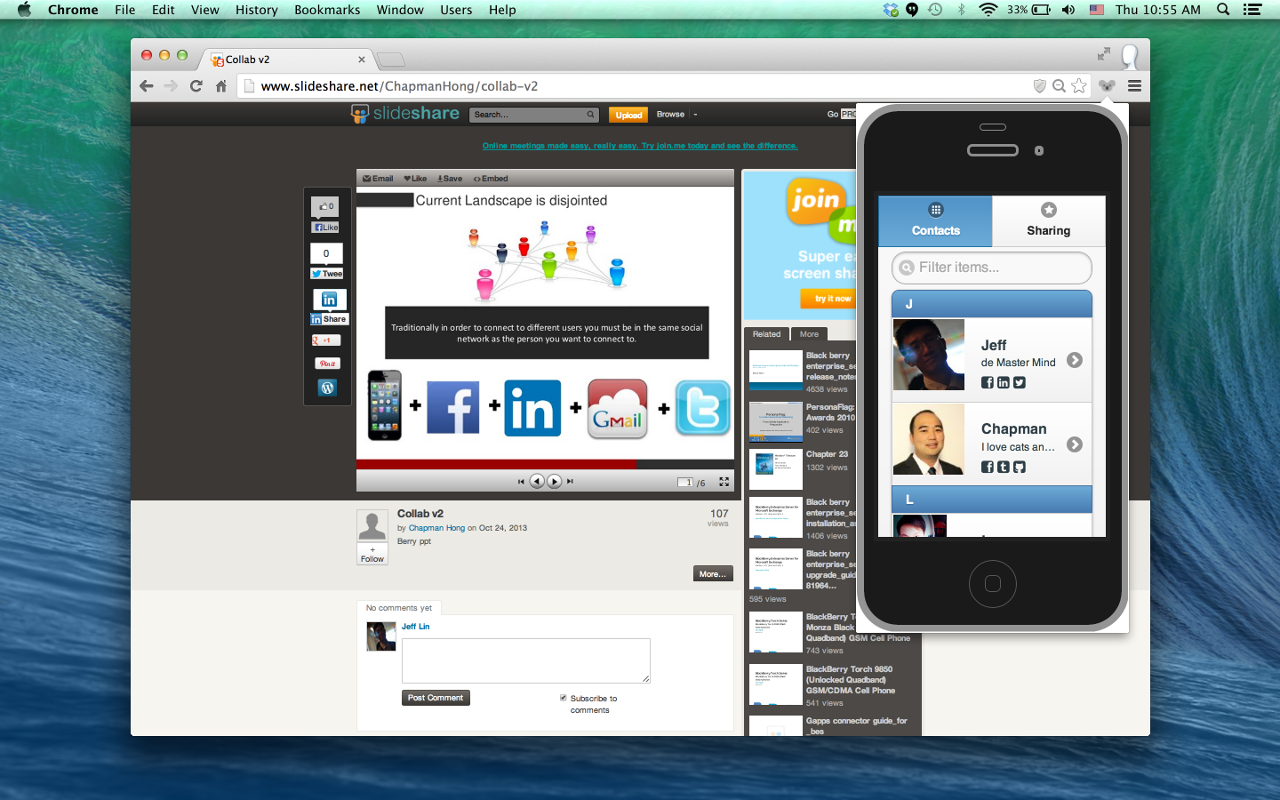 Chrome File Edit View History Bookmarks Window Users Help 33% Thu 10:55 AM
Collab v2
www.slideshare.net/ChapmanHong/collab-v2
slideshare Search... Upload Browse Go PRO
Online meetings made easy, really easy. Try join.me today and see the difference.
Email Like Save Embed
Current Landscape is disjointed
0
Like
0
Twee
in
in Share
g +1
Pin it
Traditionally in order to connect to different users you must be in the same social
network as the person you want to connect to.
f in Gmail t
1 /6
join
m
Super ea
screen sha
try it now
Related More
Black berry
enterprise_se
release_notes
4638 views
PersonaFlag:
Awards 2010
402 views
Chapter 23
1302 views
Black berry
enterprise_se
installation_a
1406 views
Black berry
enterprise_se
upgrade_guid
81964...
595 views
BlackBerry Torch
Monza Black
Quadband) GSM Cell Phone
743 views
BlackBerry Torch 9850
(Unlocked Quadband)
GSM/CDMA Cell Phone
541 views
Gapps connector guide_for
_bes
Contacts Sharing
Filter items...
J
Jeff
de Master Mind
Chapman
I love cats an...
L
Collab v2
by Chapman Hong on Oct 24, 2013
Berry ppt
107
views
+
Follow
More...
No comments yet
Jeff Lin
Post Comment
Subscribe to
comments